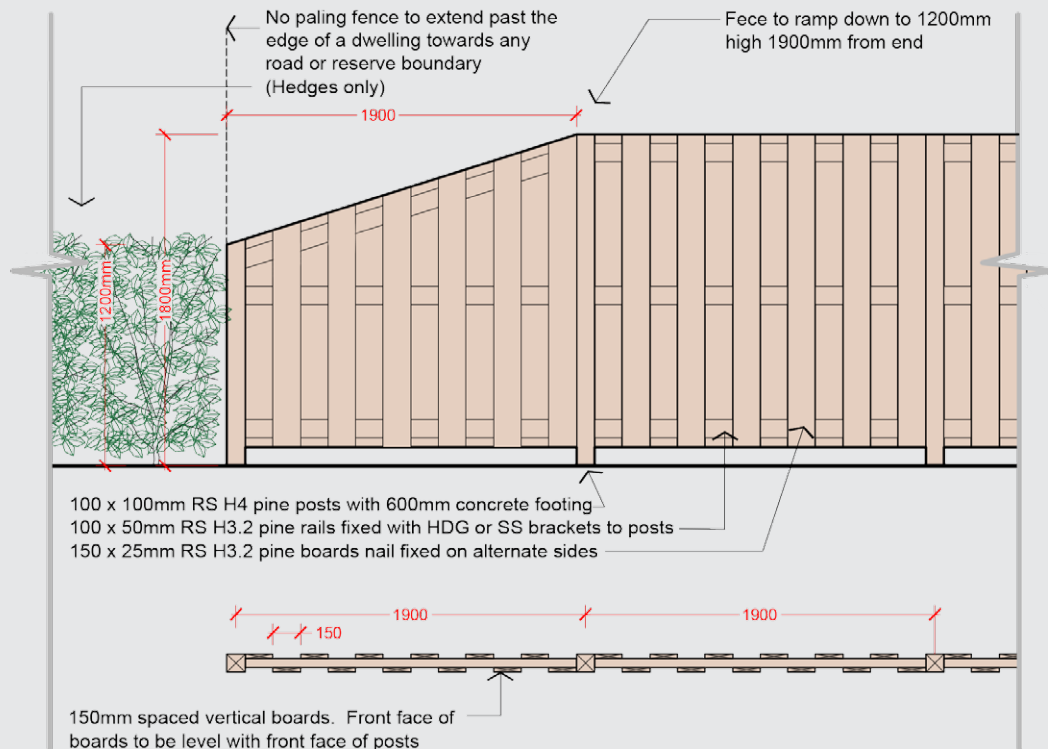 No paling fence to extend past the
edge of a dwelling towards any
road or reserve boundary
(Hedges only)
Fece to ramp down to 1200mm
high 1900mm from end
1900
1200mm
1800mm
100 x 100mm RS H4 pine posts with 600mm concrete footing
100 x 50mm RS H3.2 pine rails fixed with HDG or SS brackets to posts
150 x 25mm RS H3.2 pine boards nail fixed on alternate sides
1900
1900
150
150mm spaced vertical boards. Front face of
boards to be level with front face of posts